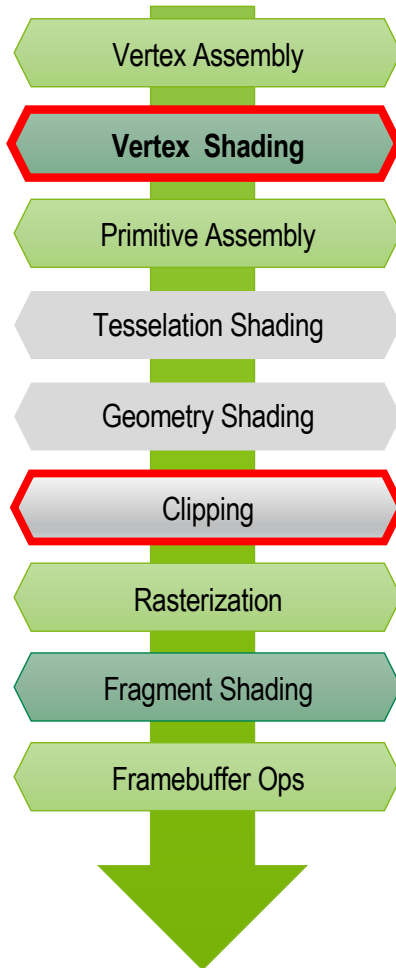 Vertex Assembly
Vertex Shading
Primitive Assembly
Tesselation Shading
Geometry Shading
Clipping
Rasterization
Fragment Shading
Framebuffer Ops